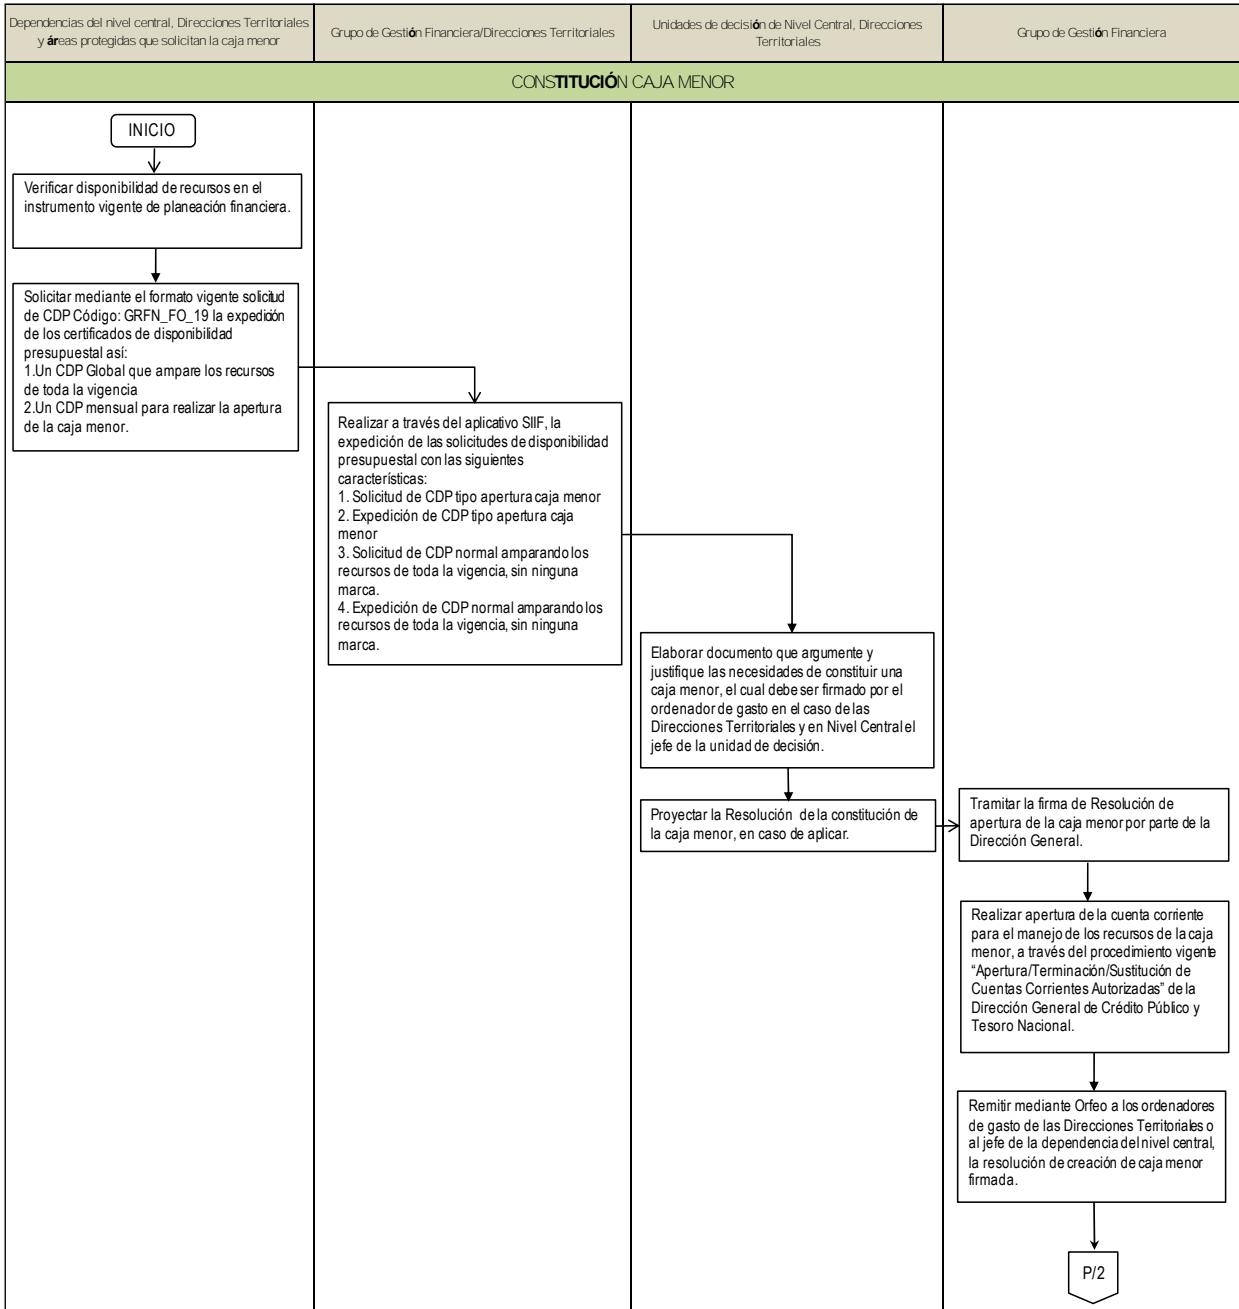 Dependencias del nivel central, Direcciones Territoriales
y áreas protegidas que solicitan la caja menor
Grupo de Gestión Financiera/Direcciones Territoriales
Unidades de decisión de Nivel Central, Direcciones
Territoriales
Grupo de Gestión Financiera
CONSTITUCIÓN CAJA MENOR
INICIO
Verificar disponibilidad de recursos en el
instrumento vigente de planeación financiera.
Solicitar mediante el formato vigente solicitud
de CDP Código: GRFN_FO_19 la expedición
de los certificados de disponibilidad
presupuestal así:
1.Un CDP Global que ampare los recursos
de toda la vigencia
2.Un CDP mensual para realizar la apertura
de la caja menor.
Realizar a través del aplicativo SIIF, la
expedición de las solicitudes de disponibilidad
presupuestal con las siguientes
características:
1. Solicitud de CDP tipo apertura caja menor
2. Expedición de CDP tipo apertura caja
menor
3. Solicitud de CDP normal amparando los
recursos de toda la vigencia, sin ninguna
marca.
4. Expedición de CDP normal amparando los
recursos de toda la vigencia, sin ninguna
marca.
Elaborar documento que argumente y
justifique las necesidades de constituir una
caja menor, el cual debe ser firmado por el
ordenador de gasto en el caso de las
Direcciones Territoriales y en Nivel Central el
jefe de la unidad de decisión.
Proyectar la Resolución de la constitución de
la caja menor, en caso de aplicar.
Tramitar la firma de Resolución de
apertura de la caja menor por parte de la
Dirección General.
Realizar apertura de la cuenta corriente
para el manejo de los recursos de la caja
menor, a través del procedimiento vigente
“Apertura/Terminación/Sustitución de
Cuentas Corrientes Autorizadas” de la
Dirección General de Crédito Público y
Tesoro Nacional.
Remitir mediante Orfeo a los ordenadores
de gasto de las Direcciones Territoriales o
al jefe de la dependencia del nivel central,
la resolución de creación de caja menor
firmada.
P/2